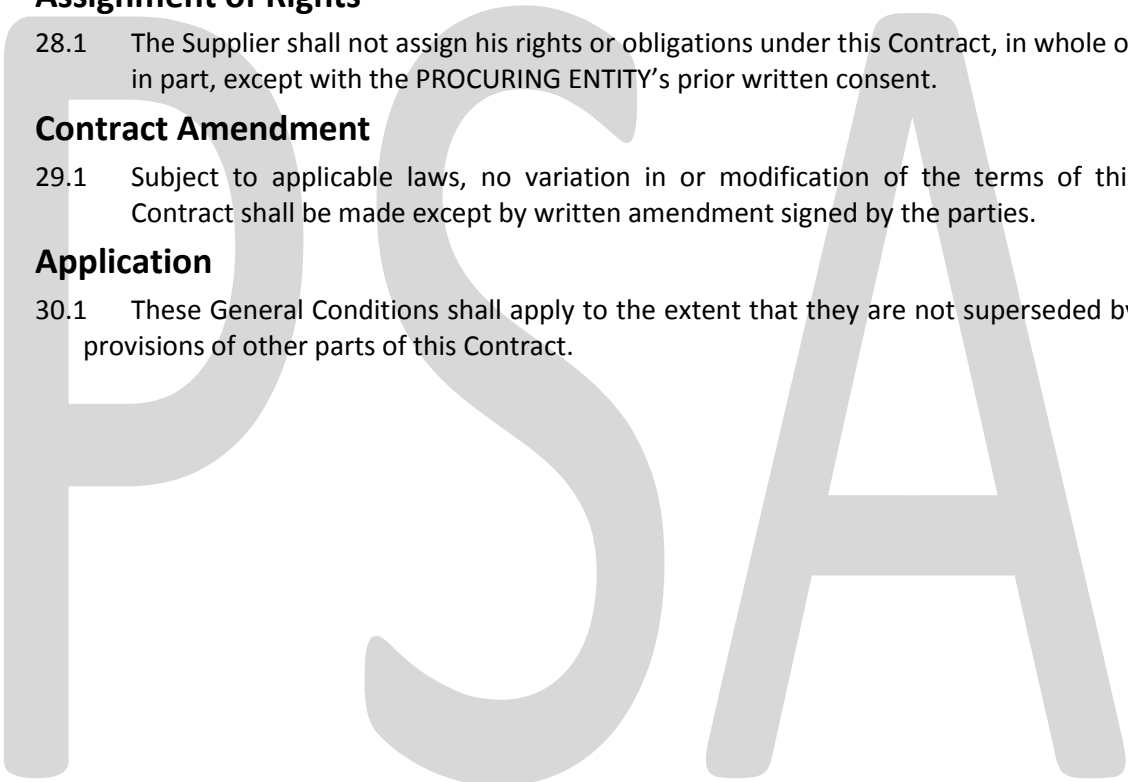 Assignment of Rights
28.1 The Supplier shall not assign his rights or obligations under this Contract, in whole o
in part, except with the PROCURING ENTITY’s prior written consent.
Contract Amendment
29.1 Subject to applicable laws, no variation in or modification of the terms of thi
Contract shall be made except by written amendment signed by the parties.
Application
30.1 These General Conditions shall apply to the extent that they are not superseded by
provisions of other parts of this Contract.
PSA